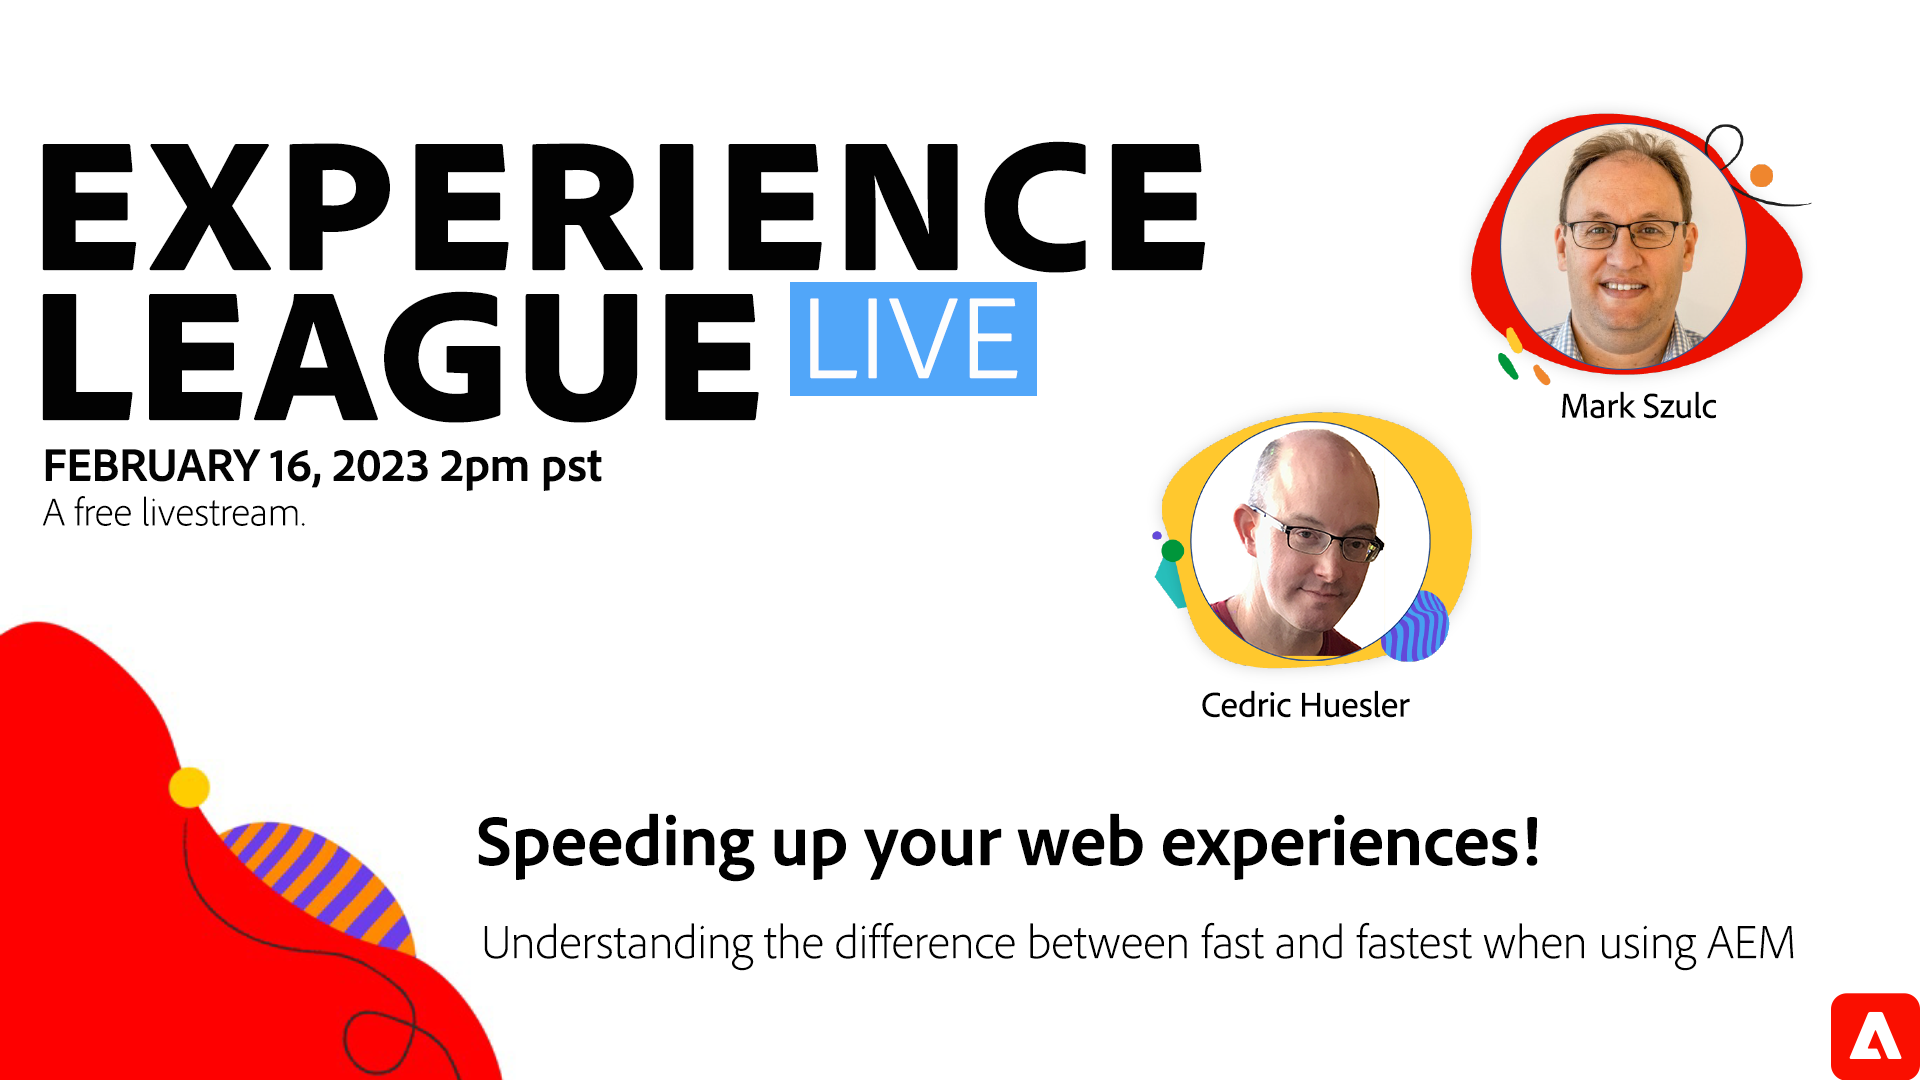 EXPERIENCE
LEAGUE LIVE
FEBRUARY 16, 2023 2pm pst
A free livestream.
Mark Szulc
Cedric Huesler
Speeding up your web experiences!
Understanding the difference between fast and fastest when using AEM